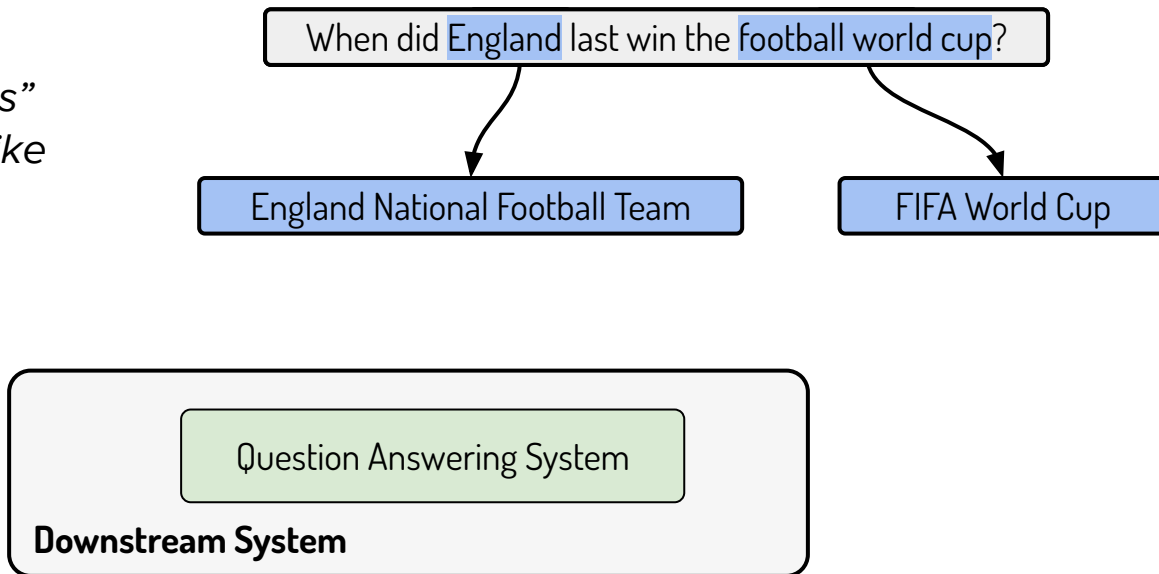 When did England last win the football world cup?
s”
ke
England National Football Team
FIFA World Cup
Question Answering System
Downstream System